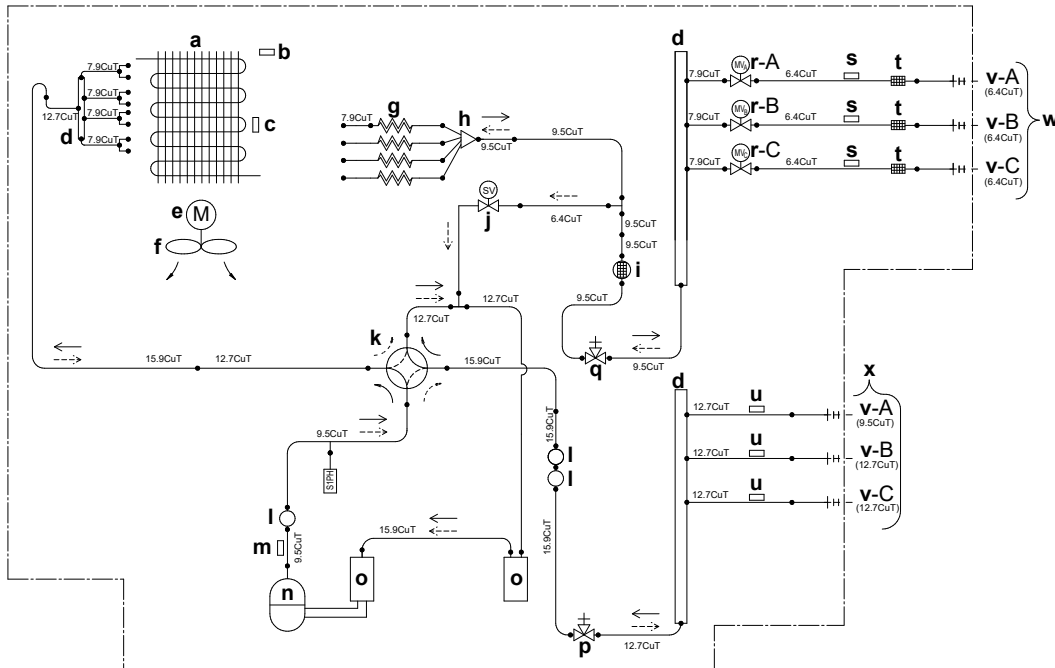 a
b
7.9CuT
7.9CuT
7.9CuT
7.9CuT
12.7CuT
d
c
e M
f
g
7.9CuT
h
9.5CuT
9.5CuT
SV
j
6.4CuT
9.5CuT
9.5CuT
i
9.5CuT
q
9.5CuT
d
7.9CuT
MVA
r-A
6.4CuT
s
t
v-A
(6.4CuT)
7.9CuT
MVB
r-B
6.4CuT
s
t
v-B
(6.4CuT)
7.9CuT
MVC
r-C
6.4CuT
s
t
v-C
(6.4CuT)
w
12.7CuT
k
15.9CuT
12.7CuT
15.9CuT
12.7CuT
9.5CuT
S1PH
l
m
9.5CuT
n
15.9CuT
o
o
15.9CuT
l
l
15.9CuT
p
12.7CuT
d
x
12.7CuT
u
v-A
(9.5CuT)
12.7CuT
u
v-B
(12.7CuT)
12.7CuT
u
v-C
(12.7CuT)